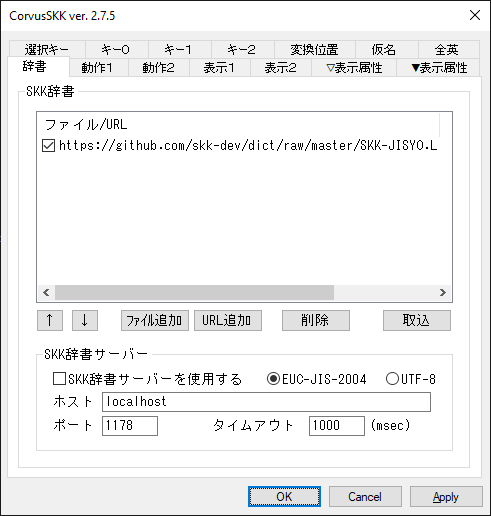 CorvusSKK ver. 2.7.5
選択キー キー0 キー1 キー2 変換位置 仮名 全英
辞書 動作1 動作2 表示1 表示2 ▽表示属性 ▼表示属性
SKK辞書
ファイル/URL
https://github.com/skk-dev/dict/raw/master/SKK-JISYO.L
↑ ↓ ファイル追加 URL追加 削除 取込
SKK辞書サーバー
SKK辞書サーバーを使用する EUC-JIS-2004 UTF-8
ホスト localhost
ポート 1178 タイムアウト 1000 (msec)
OK Cancel Apply